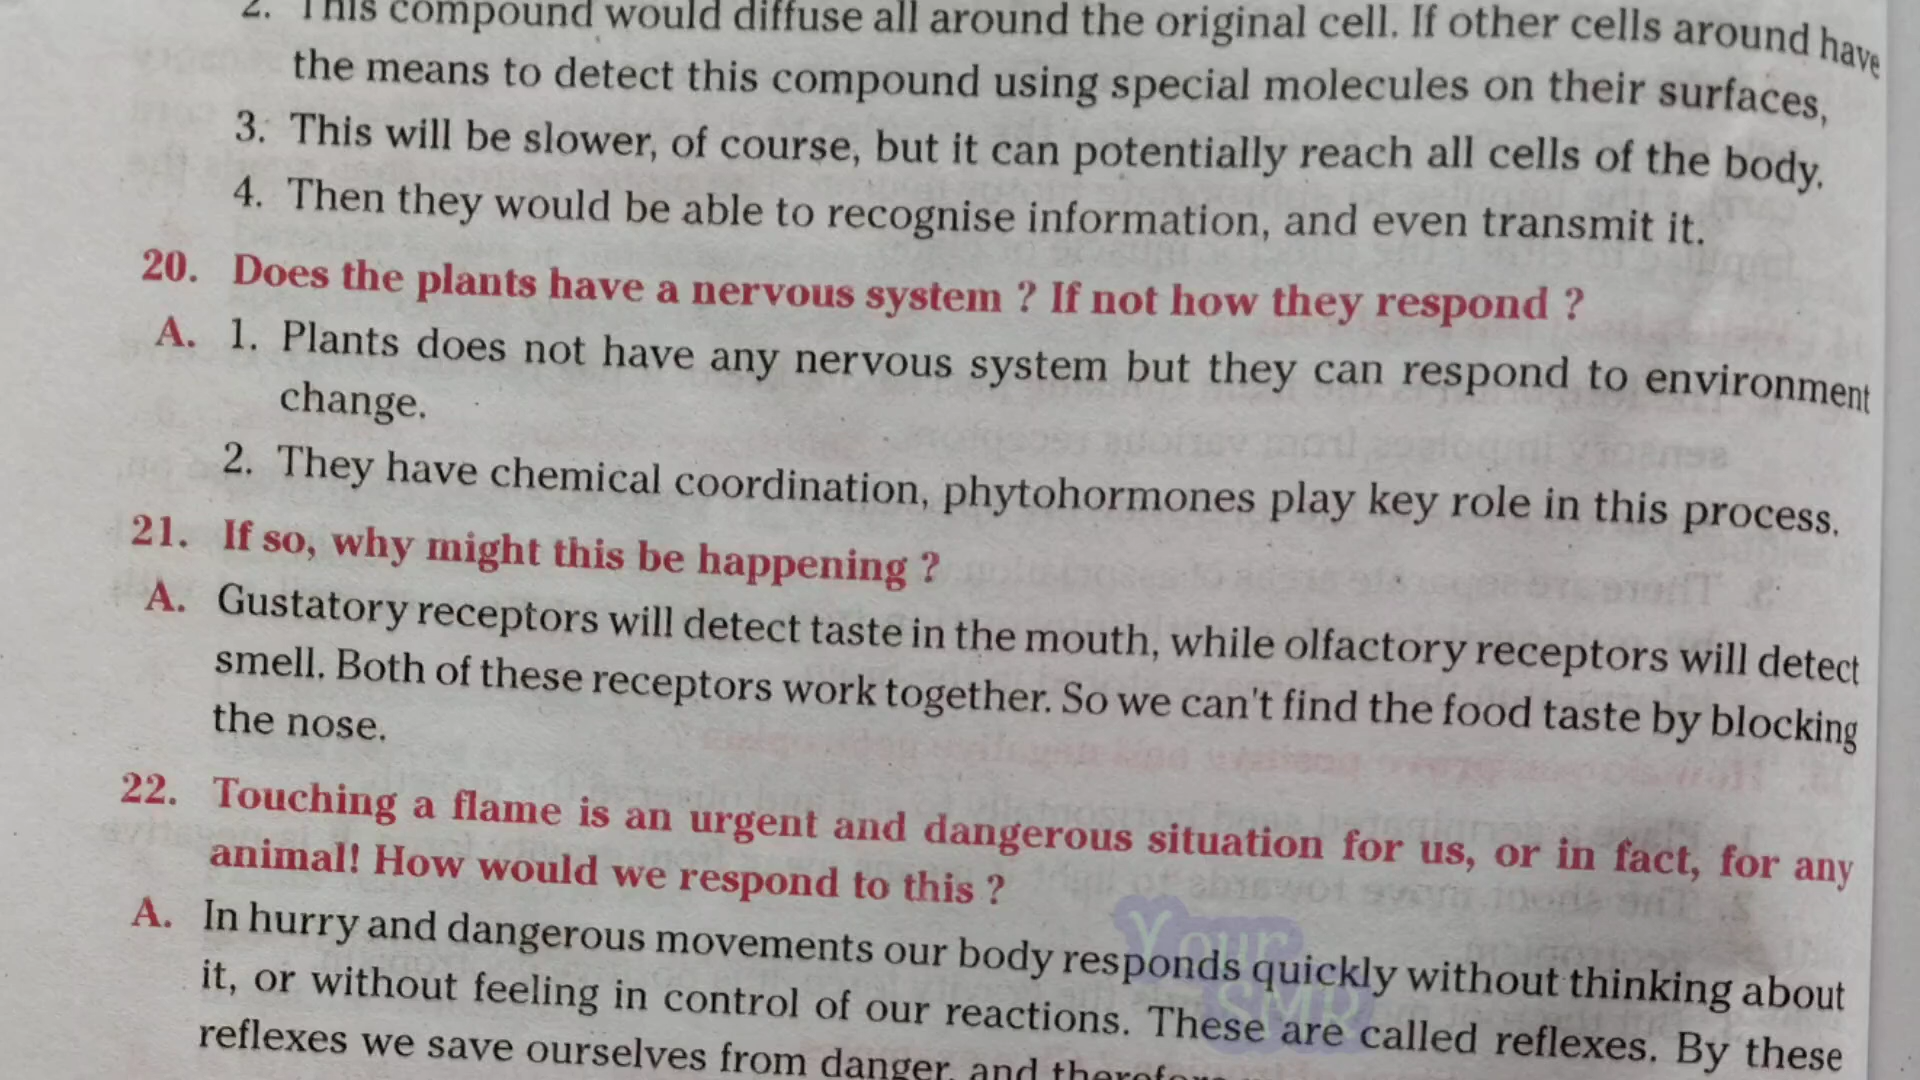 2. This compound would diffuse all around the original cell. If other cells around have
the means to detect this compound using special molecules on their surfaces,
3. This will be slower, of course, but it can potentially reach all cells of the body.
4. Then they would be able to recognise information, and even transmit it.
20. Does the plants have a nervous system ? If not how they respond ?
A. 1. Plants does not have any nervous system but they can respond to environment
change.
2. They have chemical coordination, phytohormones play key role in this process.
21. If so, why might this be happening ?
A. Gustatory receptors will detect taste in the mouth, while olfactory receptors will detect
smell. Both of these receptors work together. So we can't find the food taste by blocking
the nose.
22. Touching a flame is an urgent and dangerous situation for us, or in fact, for any
animal! How would we respond to this ?
A. In hurry and dangerous movements our body responds quickly without thinking about
it, or without feeling in control of our reactions. These are called reflexes. By these
reflexes we save ourselves from danger, and therefore
Your
SMR